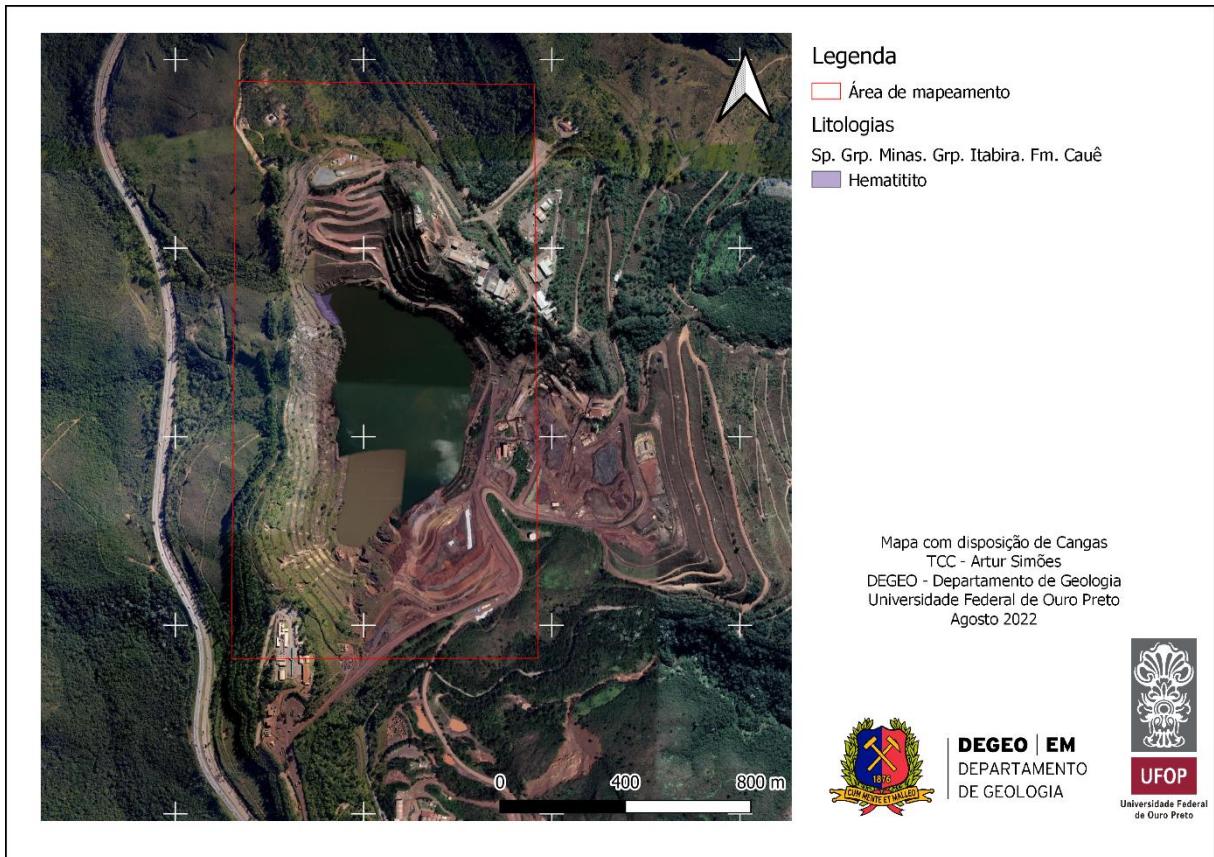 Legenda
Área de mapeamento
Litologias
Sp. Grp. Minas. Grp. Itabira. Fm. Cauê
Hematitito
Mapa com disposição de Cangas
TCC - Artur Simões
DEGEO - Departamento de Geologia
Universidade Federal de Ouro Preto
Agosto 2022
0 400 800 m
1876
CUM MENTE ET MALLEO
DEGEO | EM
DEPARTAMENTO
DE GEOLOGIA
UFOP
Universidade Federal
de Ouro Preto